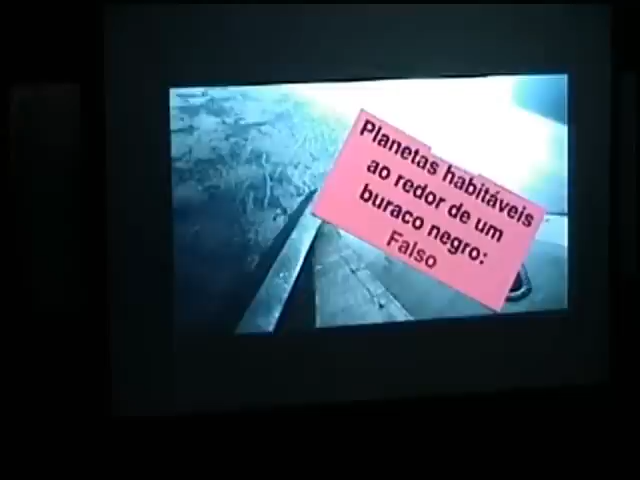 Planetas habitáveis
ao redor de um
buraco negro:
Falso